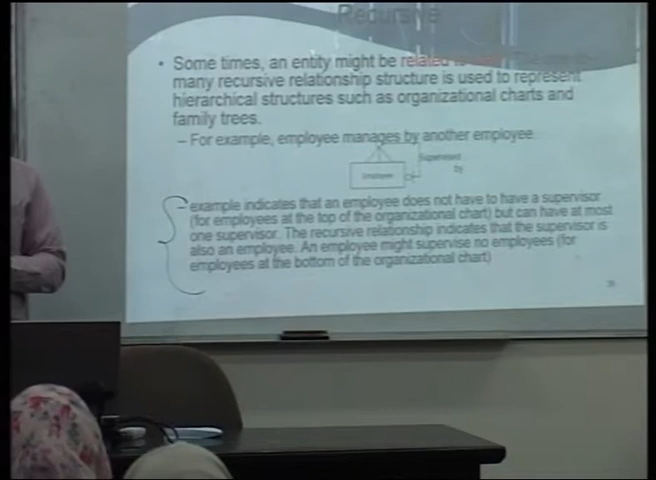 Recursive
• Some times, an entity might be related to
many recursive relationship structure is used to represent
hierarchical structures such as organizational charts and
family trees.
– For example, employee manages by another employee.
Supervised
by
Employee
– example indicates that an employee does not have to have a supervisor
(for employees at the top of the organizational chart) but can have at most
one supervisor. The recursive relationship indicates that the supervisor is
also an employee. An employee might supervise no employees (for
employees at the bottom of the organizational chart)